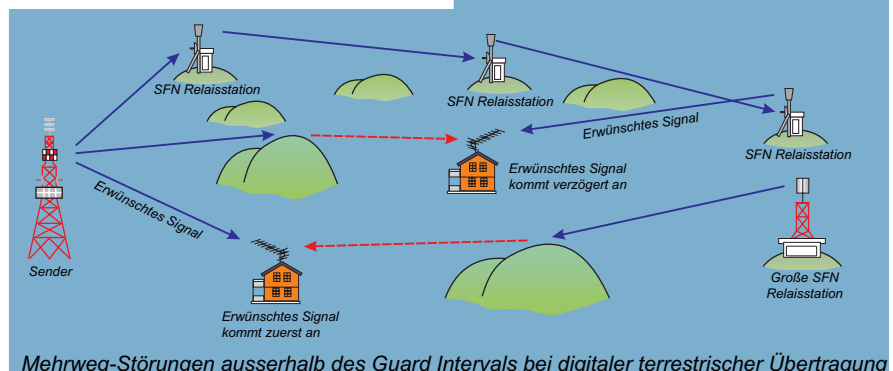 SFN Relaisstation
SFN Relaisstation
Erwünschtes Signal
SFN Relaisstation
Erwünschtes Signal
kommt verzögert an
Erwünschtes Signal
Sender
Große SFN
Relaisstation
Erwünschtes Signal
kommt zuerst an
Mehrweg-Störungen ausserhalb des Guard Intervals bei digitaler terrestrischer Übertragung